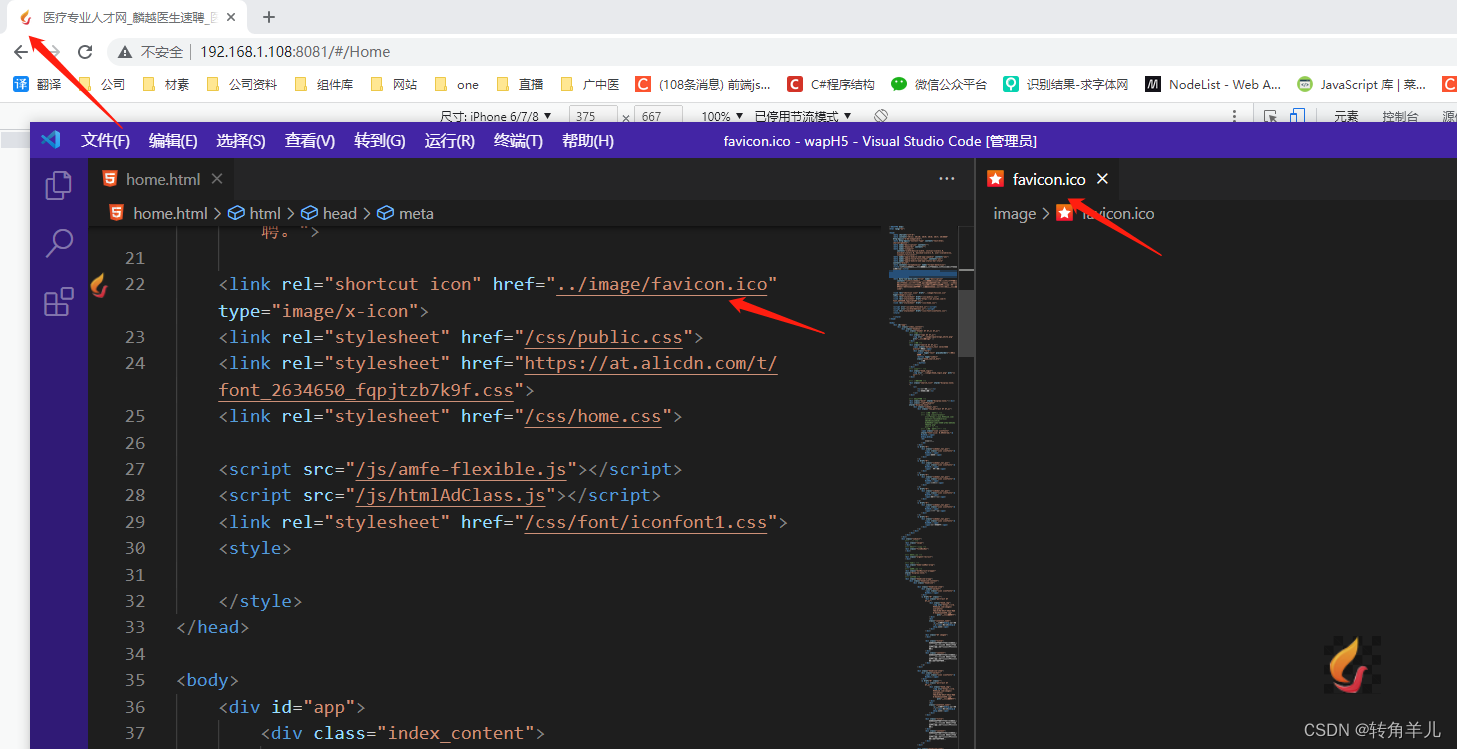 医疗专业人才网_麟越医生速聘_医
不安全 192.168.1.108:8081/#/Home
译 翻译 公司 材素 公司资料 组件库 网站 one 直播 广中医 C (108条消息) 前端js... C C#程序结构 微信公众平台 识别结果-求字体网 M NodeList - Web A... JavaScript 库 | 菜... C
尺寸: iPhone 6/7/8 ▼ 375 × 667 100% ▼ 已停用节流模式 ▼ 元素 控制台 源代
文件(F) 编辑(E) 选择(S) 查看(V) 转到(G) 运行(R) 终端(T) 帮助(H) favicon.ico - wapH5 - Visual Studio Code [管理员]
home.html ×
favicon.ico ×
home.html > html > head > meta
image > favicon.ico
聘。">
21
22 <link rel="shortcut icon" href="../image/favicon.ico"
type="image/x-icon">
23 <link rel="stylesheet" href="/css/public.css">
24 <link rel="stylesheet" href="https://at.alicdn.com/t/
font_2634650_fqpjtzb7k9f.css">
25 <link rel="stylesheet" href="/css/home.css">
26
27 <script src="/js/amfe-flexible.js"></script>
28 <script src="/js/htmlAdClass.js"></script>
29 <link rel="stylesheet" href="/css/font/iconfont1.css">
30 <style>
31
32 </style>
33 </head>
34
35 <body>
36 <div id="app">
37 <div class="index_content">
CSDN @转角羊儿